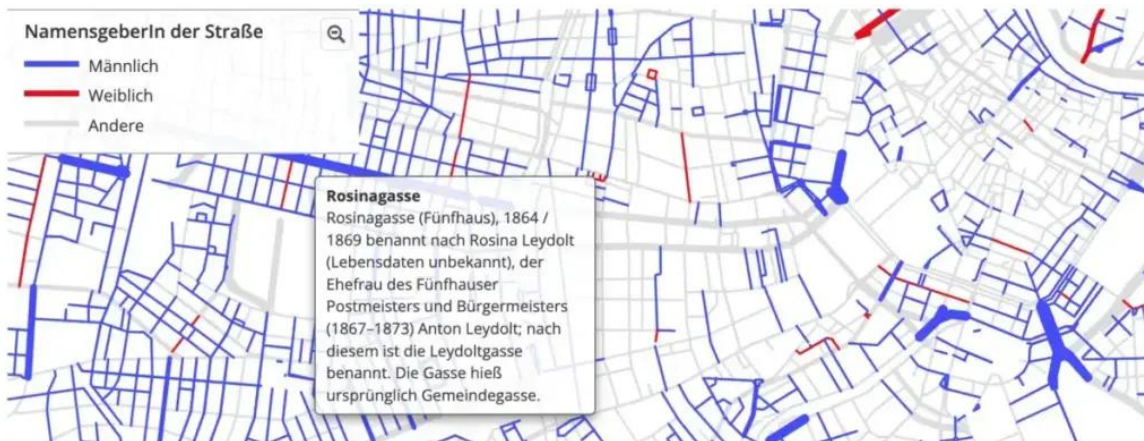 NamensgeberIn der Straße
Männlich
Weiblich
Andere
Rosinagasse
Rosinagasse (Fünfhaus), 1864 /
1869 benannt nach Rosina Leydolt
(Lebensdaten unbekannt), der
Ehefrau des Fünfhauser
Postmeisters und Bürgermeisters
(1867–1873) Anton Leydolt; nach
diesem ist die Leydoltgasse
benannt. Die Gasse hieß
ursprünglich Gemeindegasse.